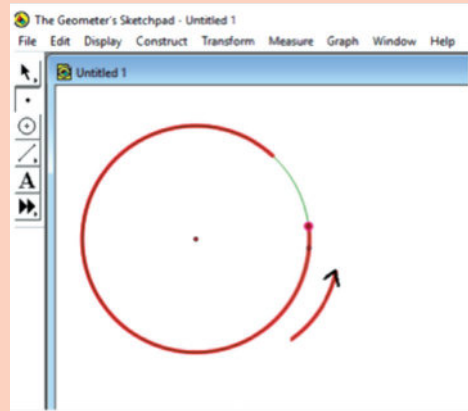 The Geometer's Sketchpad - Untitled 1
File Edit Display Construct Transform Measure Graph Window Help
Untitled 1
A